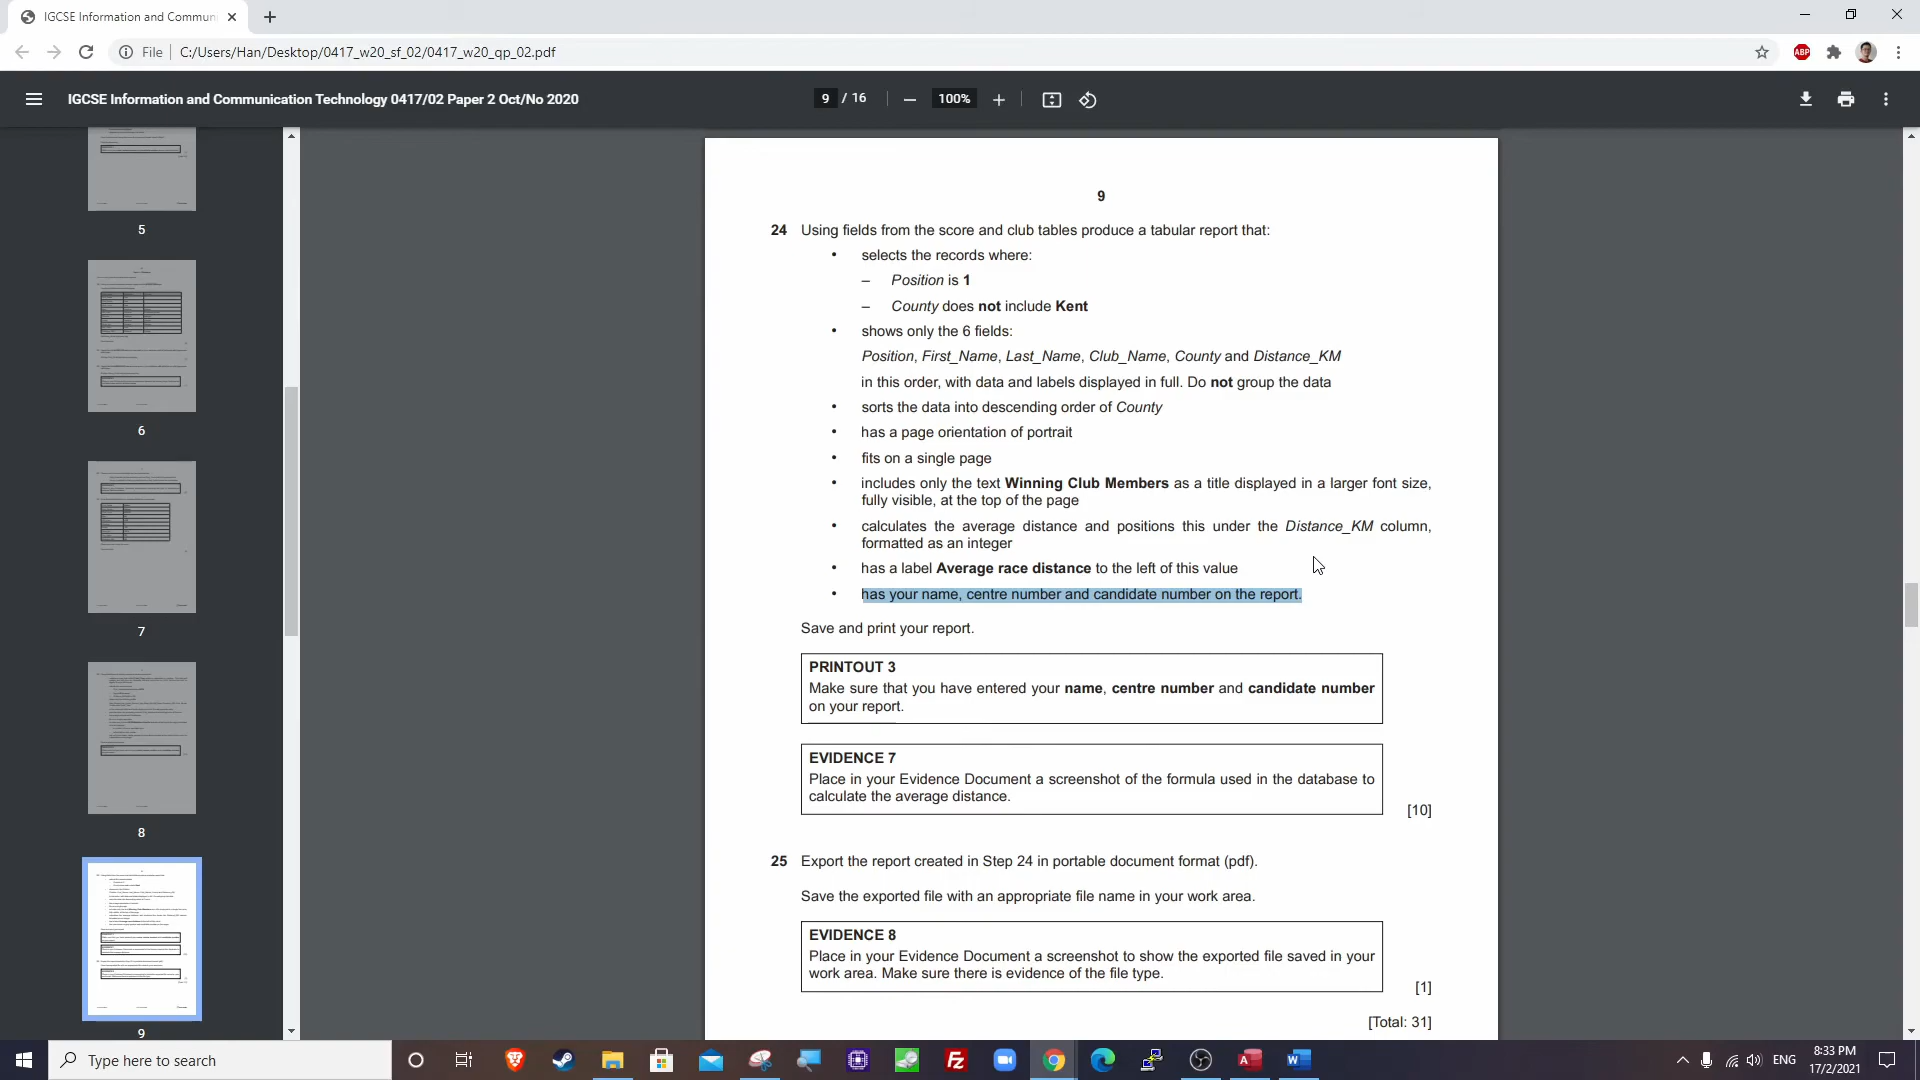 IGCSE Information and Commun
File
C:/Users/Han/Desktop/0417_w20_sf_02/0417_w20_qp_02.pdf
ABP
IGCSE Information and Communication Technology 0417/02 Paper 2 Oct/No 2020
9 / 16
100%
5
6
7
8
9
9
24 Using fields from the score and club tables produce a tabular report that:
• selects the records where:
– Position is 1
– County does not include Kent
• shows only the 6 fields:
Position, First_Name, Last_Name, Club_Name, County and Distance_KM
in this order, with data and labels displayed in full. Do not group the data
• sorts the data into descending order of County
• has a page orientation of portrait
• fits on a single page
• includes only the text Winning Club Members as a title displayed in a larger font size,
fully visible, at the top of the page
• calculates the average distance and positions this under the Distance_KM column,
formatted as an integer
• has a label Average race distance to the left of this value
• has your name, centre number and candidate number on the report.
Save and print your report.
PRINTOUT 3
Make sure that you have entered your name, centre number and candidate number
on your report.
EVIDENCE 7
Place in your Evidence Document a screenshot of the formula used in the database to
calculate the average distance.
[10]
25 Export the report created in Step 24 in portable document format (pdf).
Save the exported file with an appropriate file name in your work area.
EVIDENCE 8
Place in your Evidence Document a screenshot to show the exported file saved in your
work area. Make sure there is evidence of the file type.
[1]
[Total: 31]
Type here to search
ENG
8:33 PM
17/2/2021